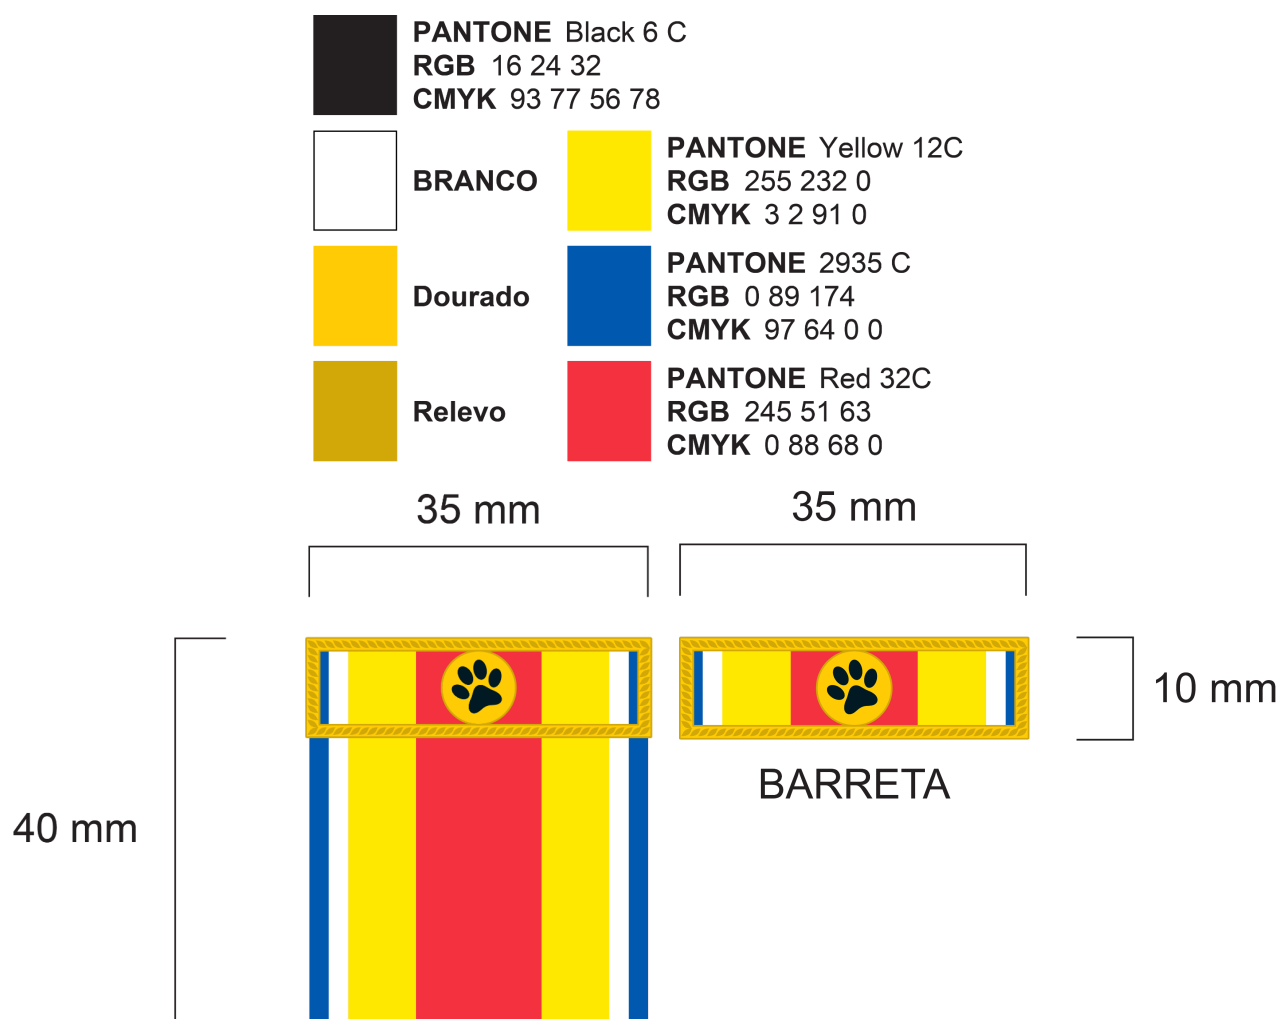 PANTONE Black 6 C
RGB 16 24 32
CMYK 93 77 56 78
BRANCO
PANTONE Yellow 12C
RGB 255 232 0
CMYK 3 2 91 0
Dourado
PANTONE 2935 C
RGB 0 89 174
CMYK 97 64 0 0
Relevo
PANTONE Red 32C
RGB 245 51 63
CMYK 0 88 68 0
35 mm
35 mm
10 mm
BARRETA
40 mm